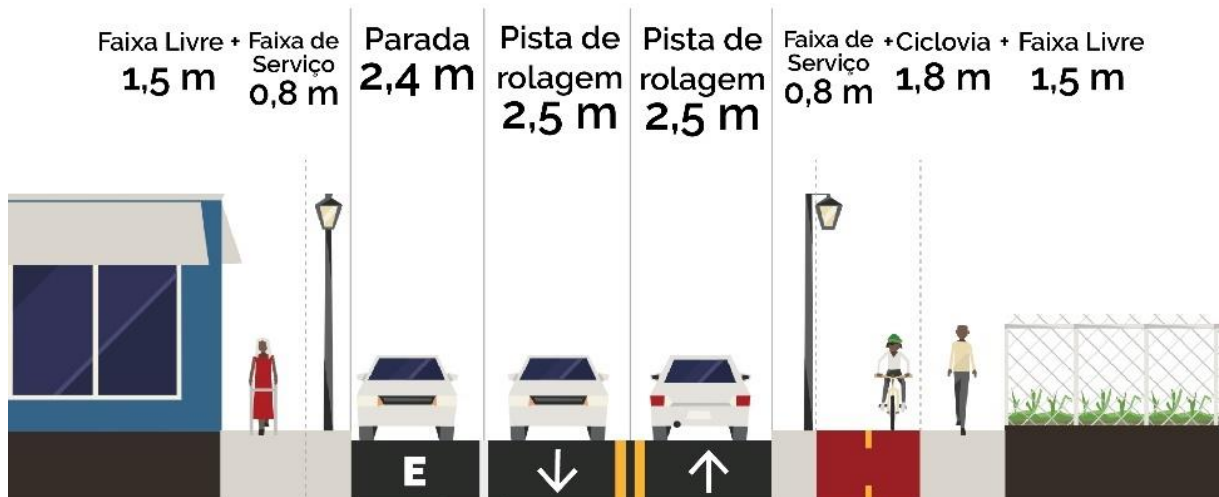 Faixa Livre + Faixa de Serviço
1,5 m 0,8 m
Parada
2,4 m
Pista de
rolagem
2,5 m
Pista de
rolagem
2,5 m
Faixa de
Serviço
0,8 m
+Ciclovia + Faixa Livre
1,8 m 1,5 m
E